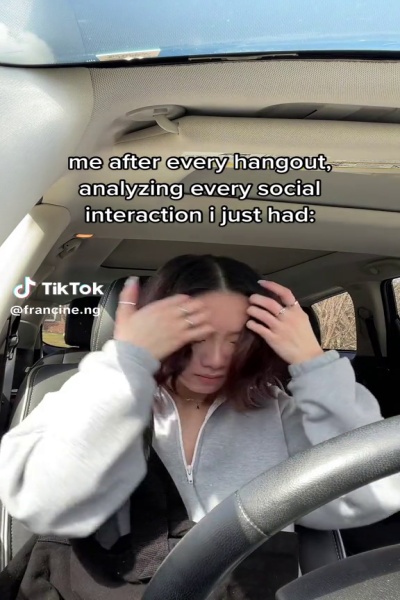 me after every hangout,
analyzing every social
interaction i just had:
TikTok
@francine.ng